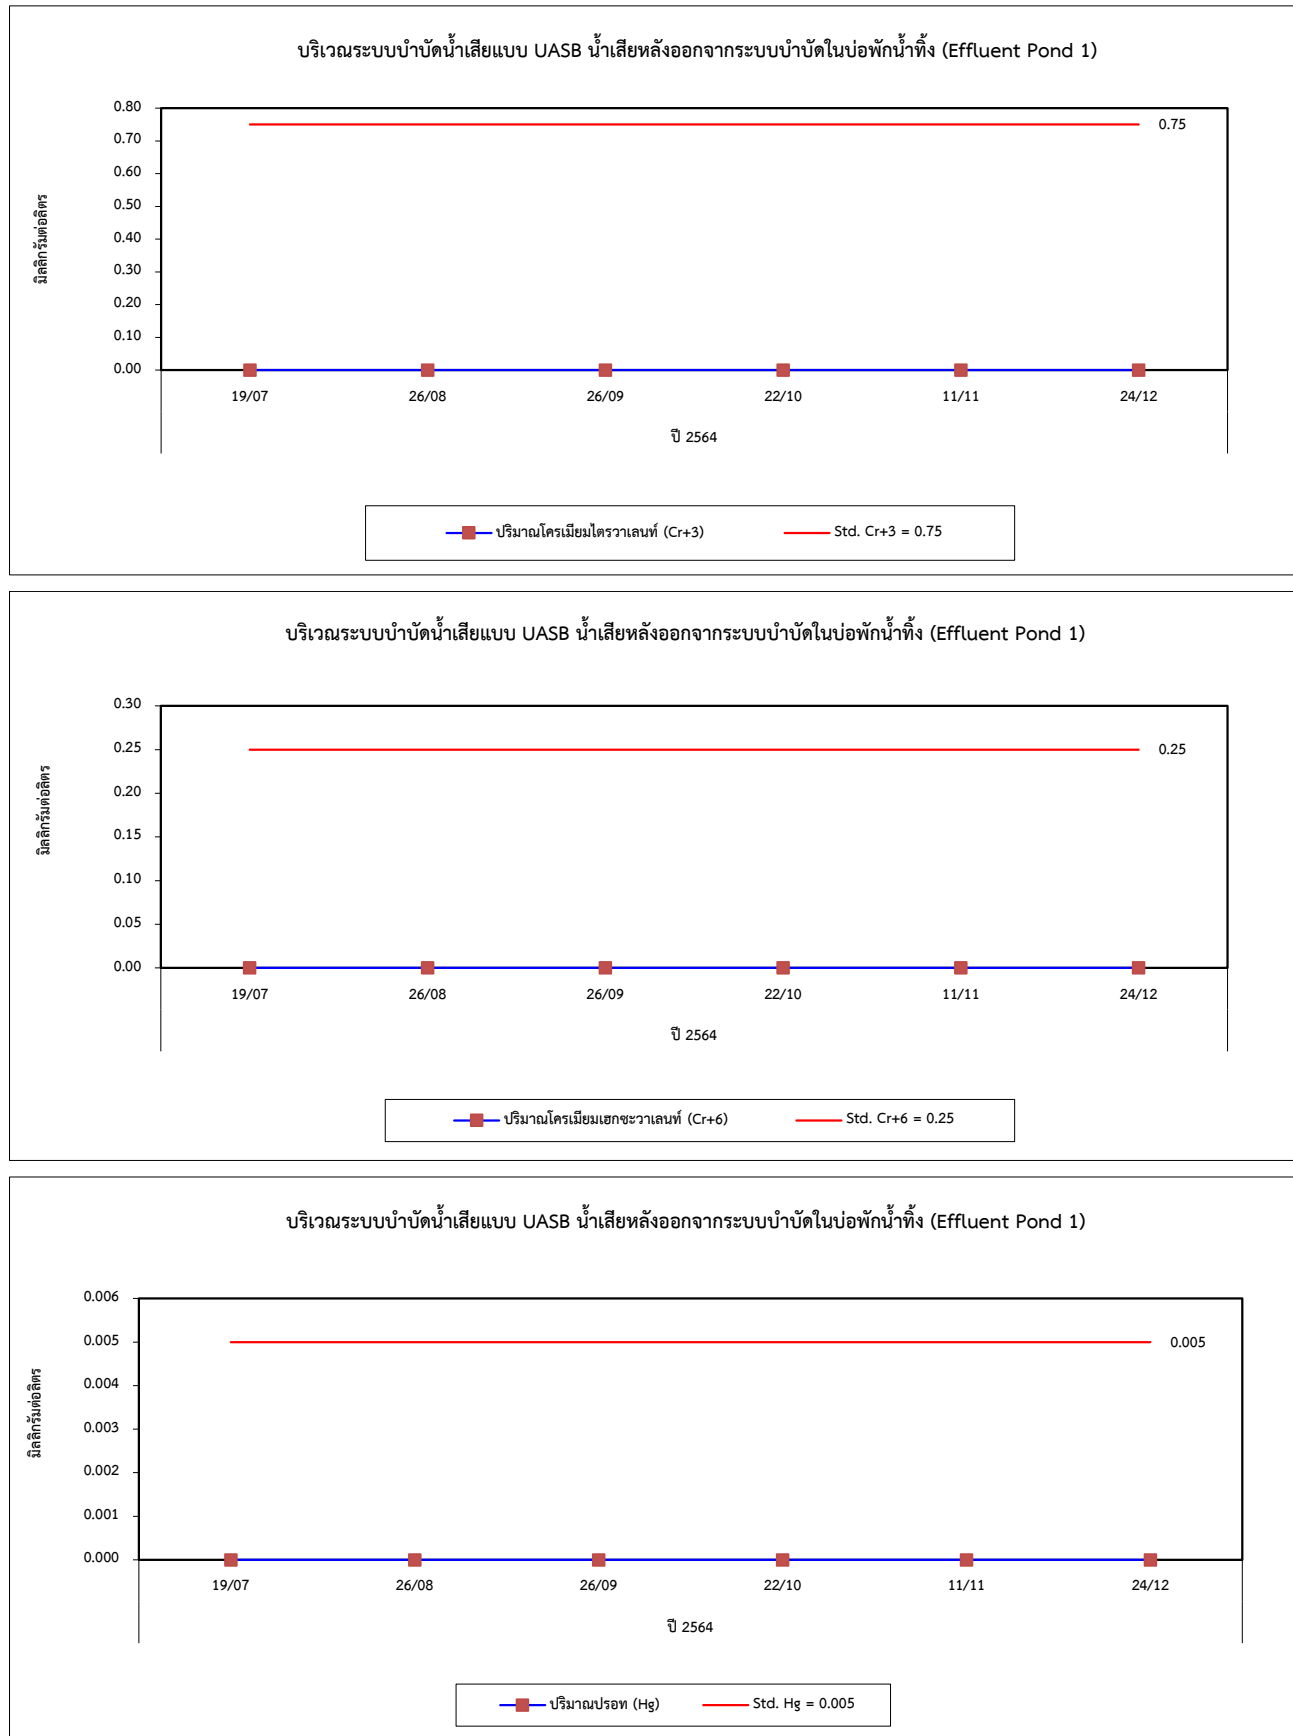 บริเวณระบบบำบัดน้ำเสียแบบ UASB น้ำเสียหลังออกจากระบบบำบัดในบ่อพักน้ำทิ้ง (Effluent Pond 1)
มิลลิกรัมต่อลิตร
0.80
0.70
0.60
0.50
0.40
0.30
0.20
0.10
0.00
0.75
19/07 26/08 26/09 22/10 11/11 24/12
ปี 2564
ปริมาณโครเมียมไตรวาเลนท์ (Cr+3) Std. Cr+3 = 0.75
บริเวณระบบบำบัดน้ำเสียแบบ UASB น้ำเสียหลังออกจากระบบบำบัดในบ่อพักน้ำทิ้ง (Effluent Pond 1)
มิลลิกรัมต่อลิตร
0.30
0.25
0.20
0.15
0.10
0.05
0.00
0.25
19/07 26/08 26/09 22/10 11/11 24/12
ปี 2564
ปริมาณโครเมียมเฮกซะวาเลนท์ (Cr+6) Std. Cr+6 = 0.25
บริเวณระบบบำบัดน้ำเสียแบบ UASB น้ำเสียหลังออกจากระบบบำบัดในบ่อพักน้ำทิ้ง (Effluent Pond 1)
มิลลิกรัมต่อลิตร
0.006
0.005
0.004
0.003
0.002
0.001
0.000
0.005
19/07 26/08 26/09 22/10 11/11 24/12
ปี 2564
ปริมาณปรอท (Hg) Std. Hg = 0.005